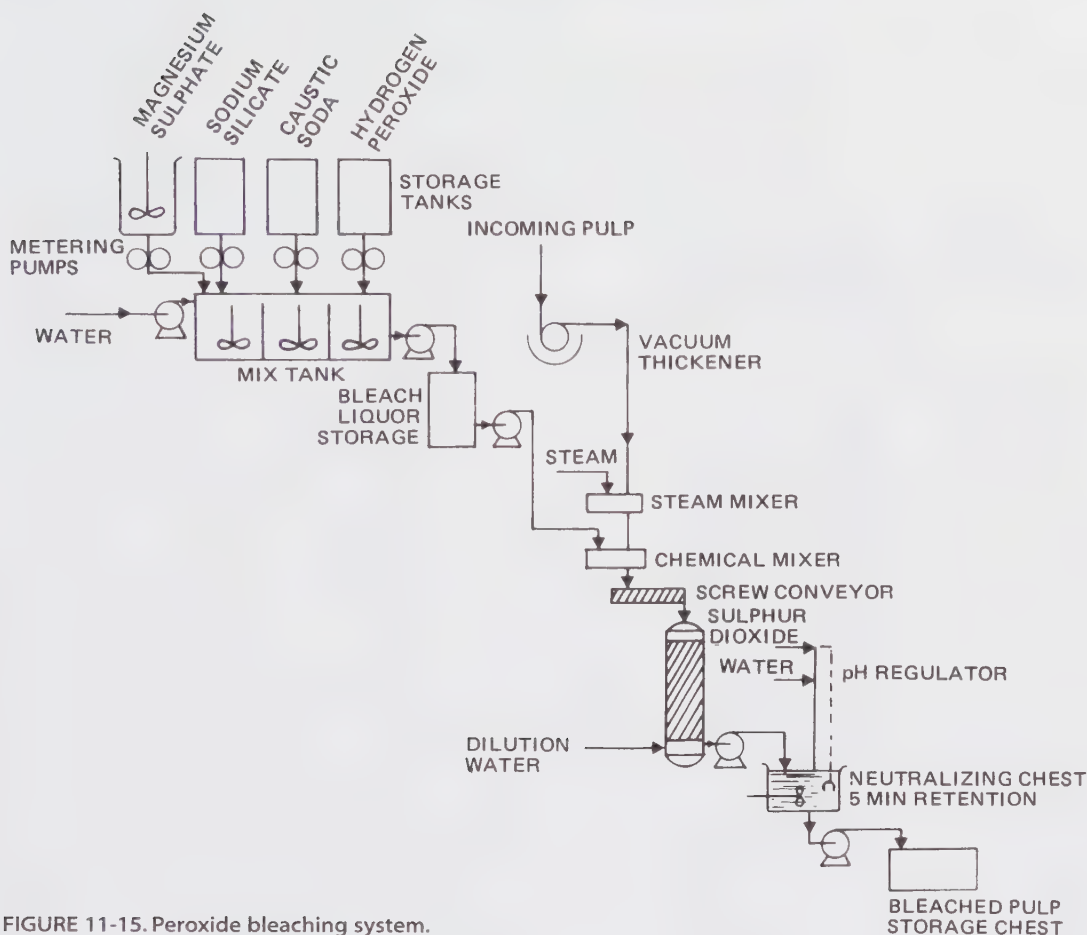 MAGNESIUM
SULPHATE
SODIUM
SILICATE
CAUSTIC
SODA
HYDROGEN
PEROXIDE
STORAGE
TANKS
METERING
PUMPS
WATER
MIX TANK
BLEACH
LIQUOR
STORAGE
INCOMING PULP
VACUUM
THICKENER
STEAM
STEAM MIXER
CHEMICAL MIXER
SCREW CONVEYOR
SULPHUR
DIOXIDE
WATER
pH REGULATOR
DILUTION
WATER
NEUTRALIZING CHEST
5 MIN RETENTION
BLEACHED PULP
STORAGE CHEST
FIGURE 11-15. Peroxide bleaching system.